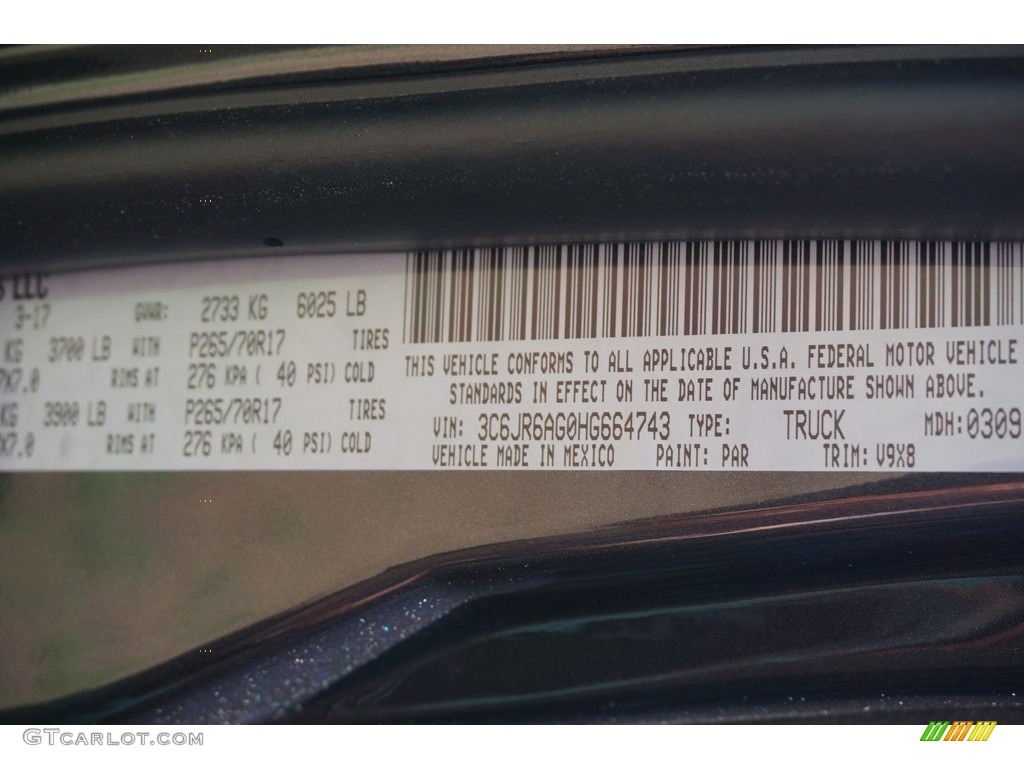 LLC
3-17 GVWR: 2733 KG 6025 LB
KG 3700 LB WITH P265/70R17 TIRES
7X7.0 RIMS AT 276 KPA ( 40 PSI) COLD
KG 3900 LB WITH P265/70R17 TIRES
X7.0 RIMS AT 276 KPA ( 40 PSI) COLD
THIS VEHICLE CONFORMS TO ALL APPLICABLE U.S.A. FEDERAL MOTOR VEHICLE
STANDARDS IN EFFECT ON THE DATE OF MANUFACTURE SHOWN ABOVE.
VIN: 3C6JR6AG0HG664743 TYPE: TRUCK MDH:0309
VEHICLE MADE IN MEXICO PAINT: PAR TRIM: V9X8
GTCARLOT.COM